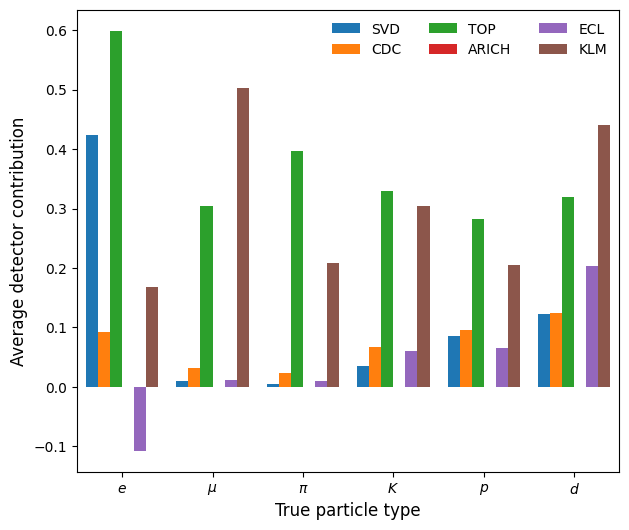 SVD TOP ECL
CDC ARICH KLM
0.6
0.5
0.4
0.3
0.2
0.1
0.0
−0.1
Average detector contribution
e μ π K p d
True particle type